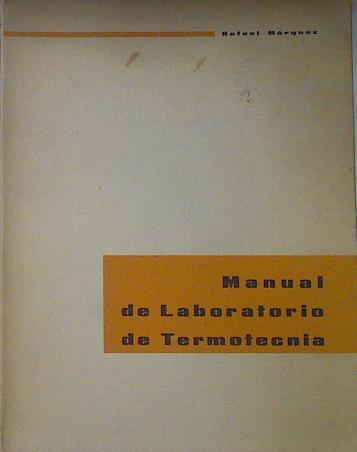 Rafael Márquez
Manual
de Laboratorio
de Termotecnia